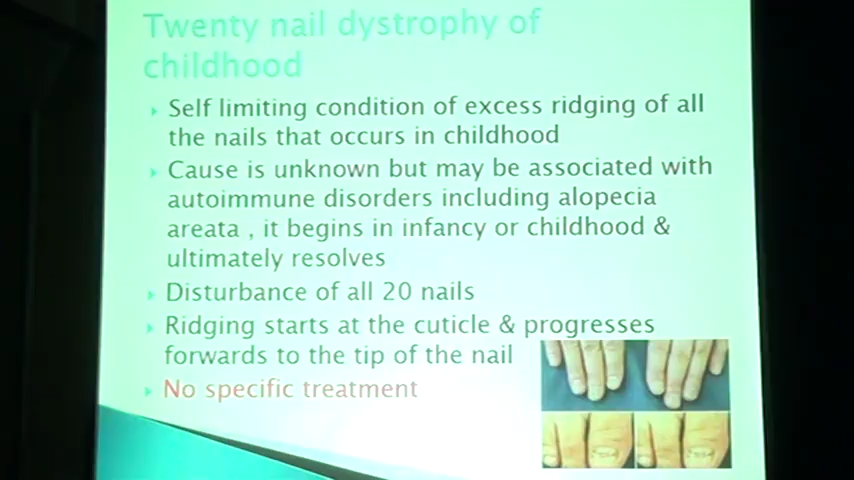 Twenty nail dystrophy of
childhood
Self limiting condition of excess ridging of all
the nails that occurs in childhood
Cause is unknown but may be associated with
autoimmune disorders including alopecia
areata , it begins in infancy or childhood &
ultimately resolves
Disturbance of all 20 nails
Ridging starts at the cuticle & progresses
forwards to the tip of the nail
No specific treatment